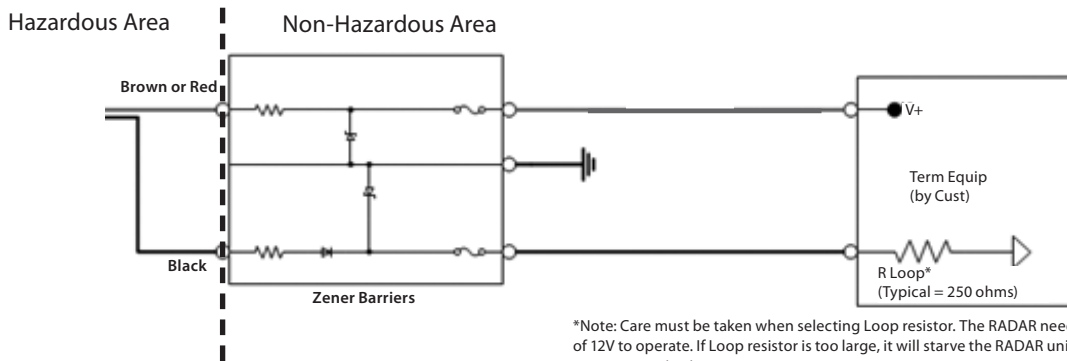 Hazardous Area
Non-Hazardous Area
Brown or Red
V+
Term Equip
(by Cust)
Black
R Loop*
(Typical = 250 ohms)
Zener Barriers
*Note: Care must be taken when selecting Loop resistor. The RADAR
of 12V to operate. If Loop resistor is too large, it will starve the RADAR